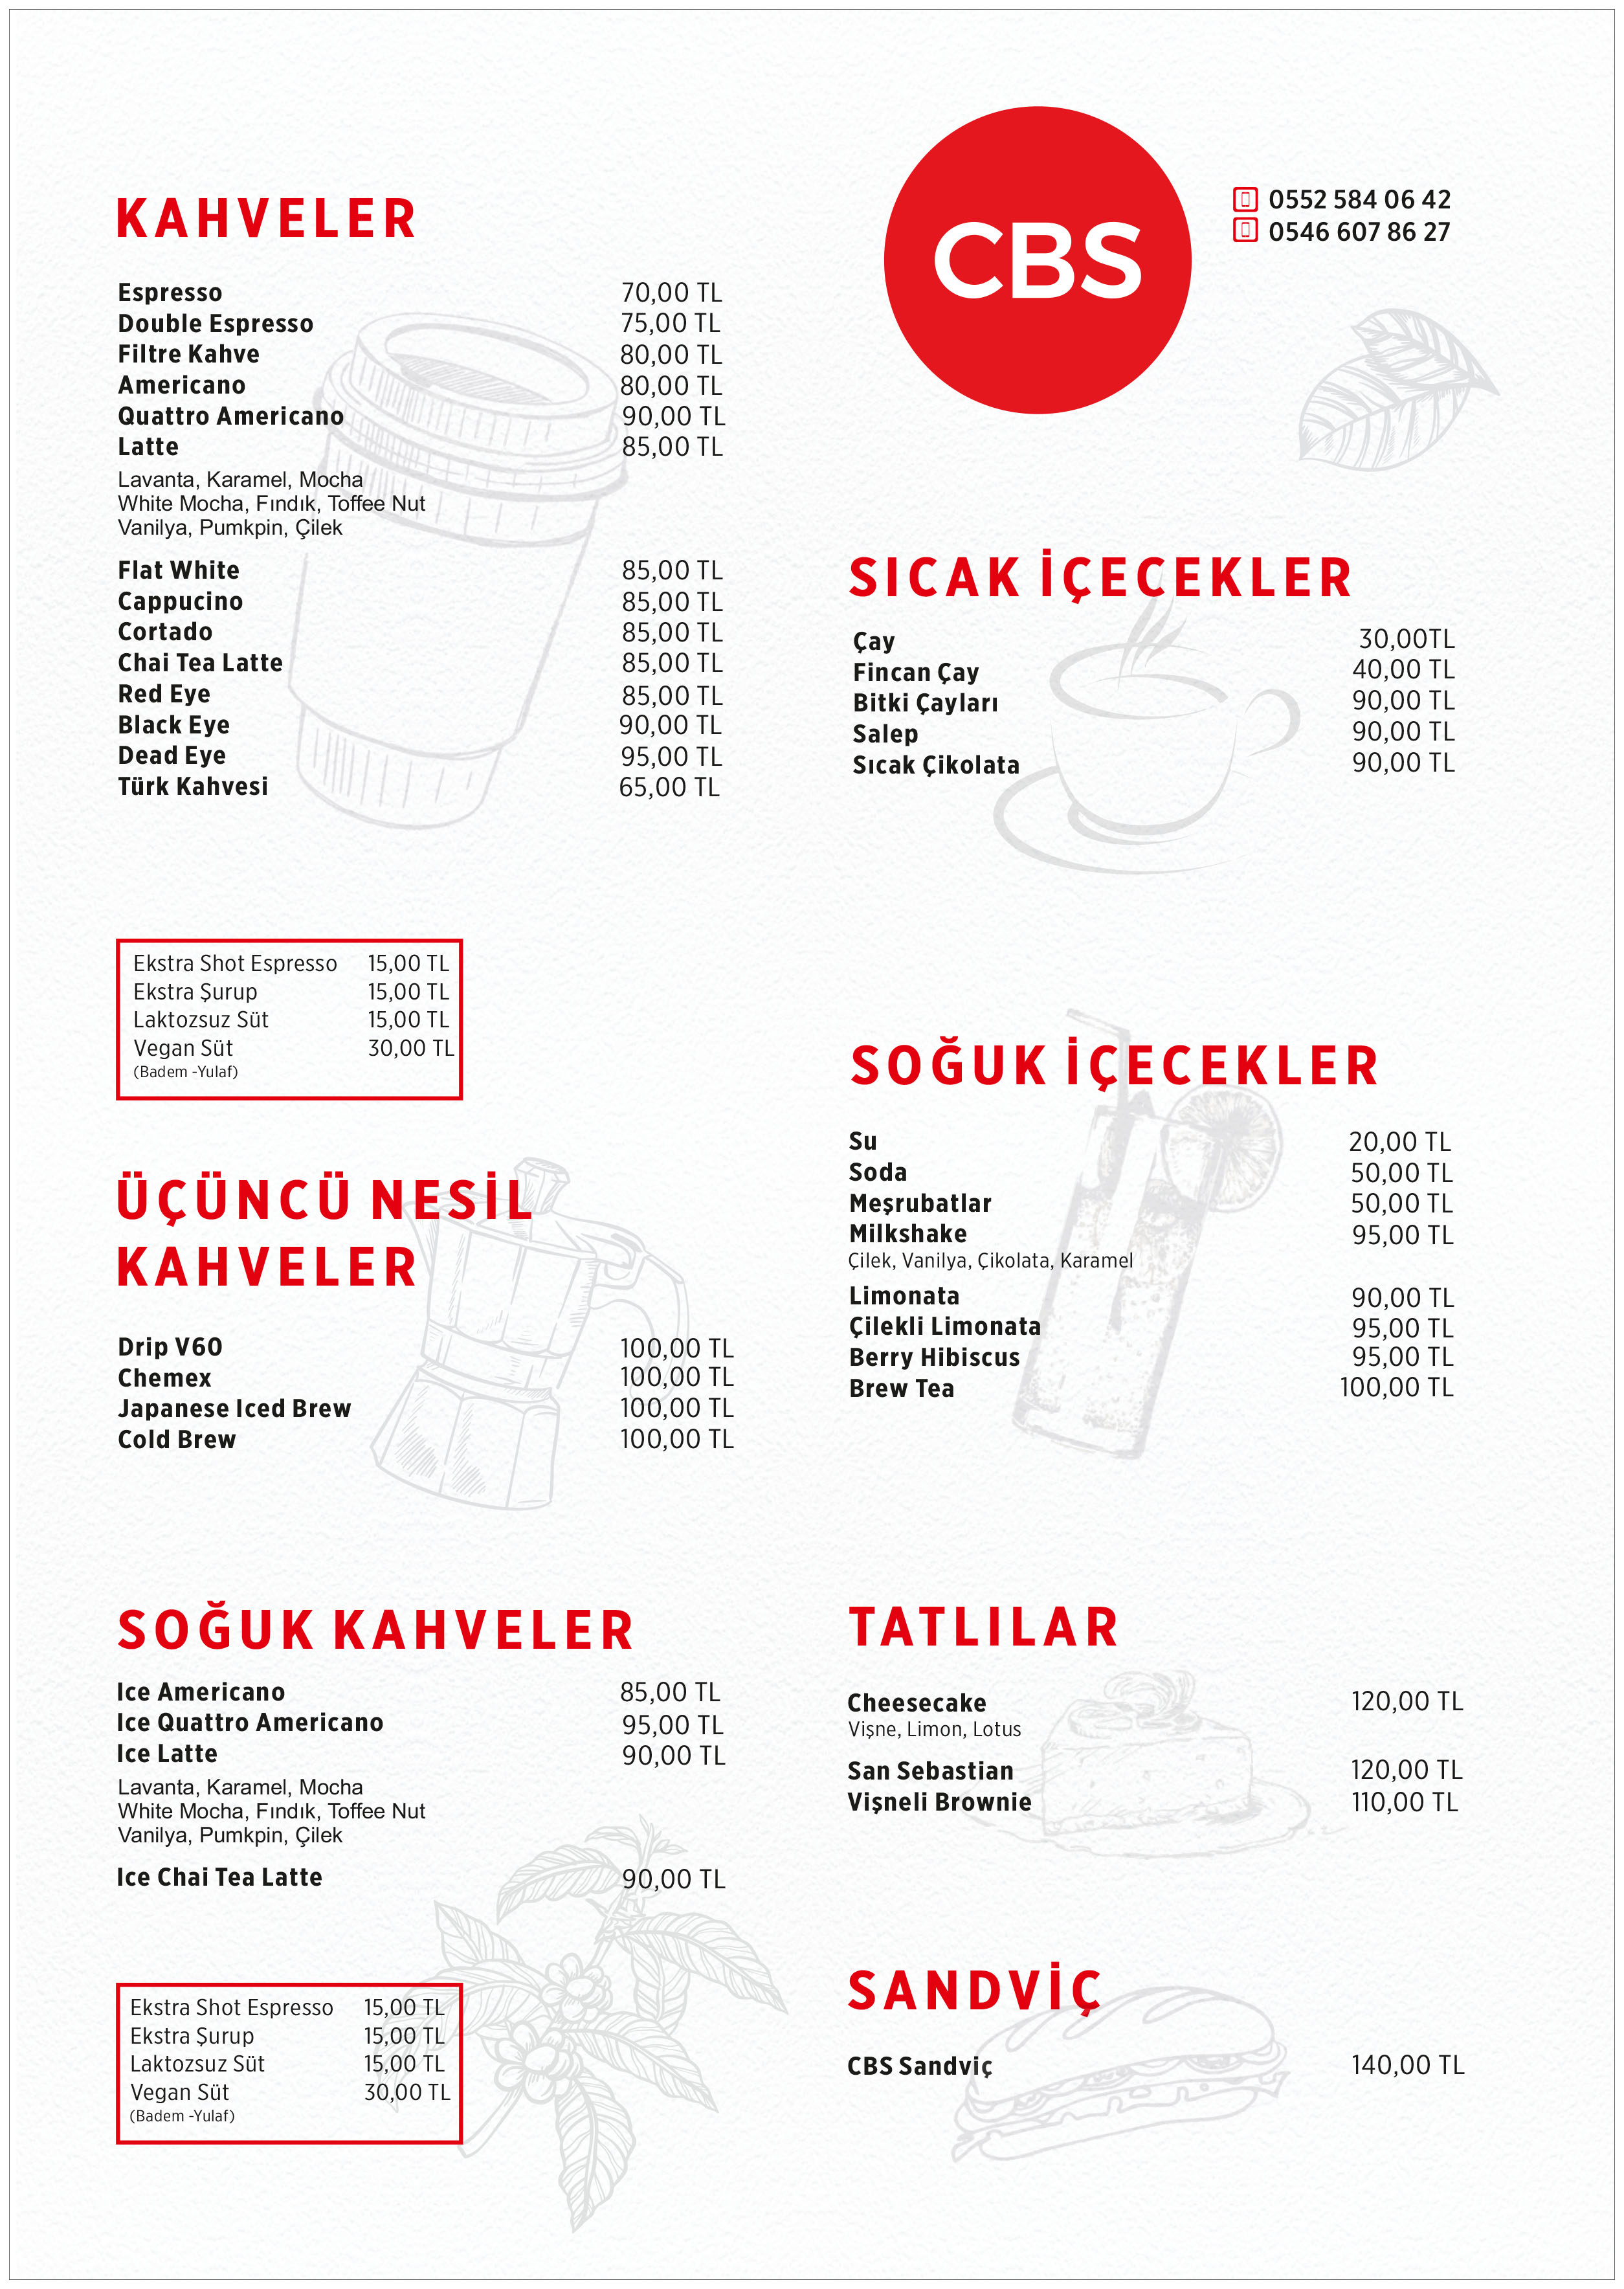 KAHVELER
Espresso 70,00 TL
Double Espresso 75,00 TL
Filtre Kahve 80,00 TL
Americano 80,00 TL
Quattro Americano 90,00 TL
Latte 85,00 TL
Lavanta, Karamel, Mocha
White Mocha, Fındık, Toffee Nut
Vanilya, Pumkpin, Çilek
Flat White 85,00 TL
Cappucino 85,00 TL
Cortado 85,00 TL
Chai Tea Latte 85,00 TL
Red Eye 85,00 TL
Black Eye 90,00 TL
Dead Eye 95,00 TL
Türk Kahvesi 65,00 TL
Ekstra Shot Espresso 15,00 TL
Ekstra Şurup 15,00 TL
Laktozsuz Süt 15,00 TL
Vegan Süt 30,00 TL
(Badem -Yulaf)
ÜÇÜNCÜ NESİL
KAHVELER
Drip V60 100,00 TL
Chemex 100,00 TL
Japanese Iced Brew 100,00 TL
Cold Brew 100,00 TL
SOĞUK KAHVELER
Ice Americano 85,00 TL
Ice Quattro Americano 95,00 TL
Ice Latte 90,00 TL
Lavanta, Karamel, Mocha
White Mocha, Fındık, Toffee Nut
Vanilya, Pumkpin, Çilek
Ice Chai Tea Latte 90,00 TL
Ekstra Shot Espresso 15,00 TL
Ekstra Şurup 15,00 TL
Laktozsuz Süt 15,00 TL
Vegan Süt 30,00 TL
(Badem -Yulaf)
CBS
0552 584 06 42
0546 607 86 27
SICAK İÇECEKLER
Çay 30,00TL
Fincan Çay 40,00 TL
Bitki Çayları 90,00 TL
Salep 90,00 TL
Sıcak Çikolata 90,00 TL
SOĞUK İÇECEKLER
Su 20,00 TL
Soda 50,00 TL
Meşrubatlar 50,00 TL
Milkshake 95,00 TL
Çilek, Vanilya, Çikolata, Karamel
Limonata 90,00 TL
Çilekli Limonata 95,00 TL
Berry Hibiscus 95,00 TL
Brew Tea 100,00 TL
TATLILAR
Cheesecake 120,00 TL
Vişne, Limon, Lotus
San Sebastian 120,00 TL
Vişneli Brownie 110,00 TL
SANDVİÇ
CBS Sandviç 140,00 TL